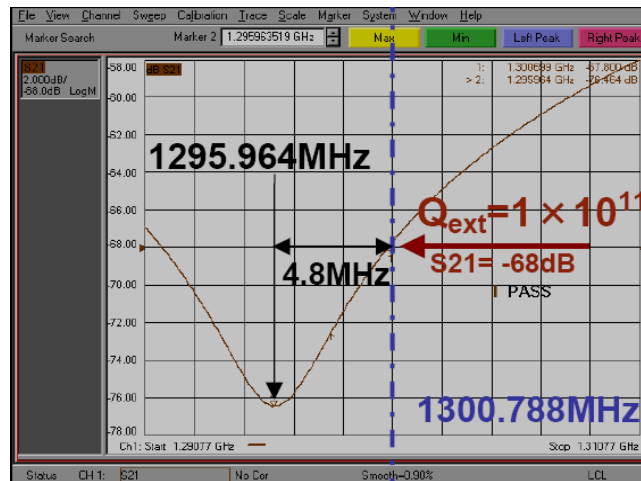 File View Channel Sweep Calibration Trace Scale Marker System Window Help
Marker Search Marker 2 1.295963519 GHz Max Min Left Peak Right Peak
S21
2.000dB/
-68.0dB LogM
dB S21
1: 1.300699 GHz -67.800 dB
> 2: 1.295964 GHz -76.464 dB
-58.00
-60.00
-62.00
-64.00
-66.00
-68.00
-70.00
-72.00
-74.00
-76.00
-78.00
1295.964MHz
4.8MHz
Qext=1×10¹¹
S21= -68dB
PASS
1300.788MHz
Ch1: Start 1.29077 GHz
Stop 1.31077 GHz
Status CH 1: S21 No Cor Smooth=0.90% LCL